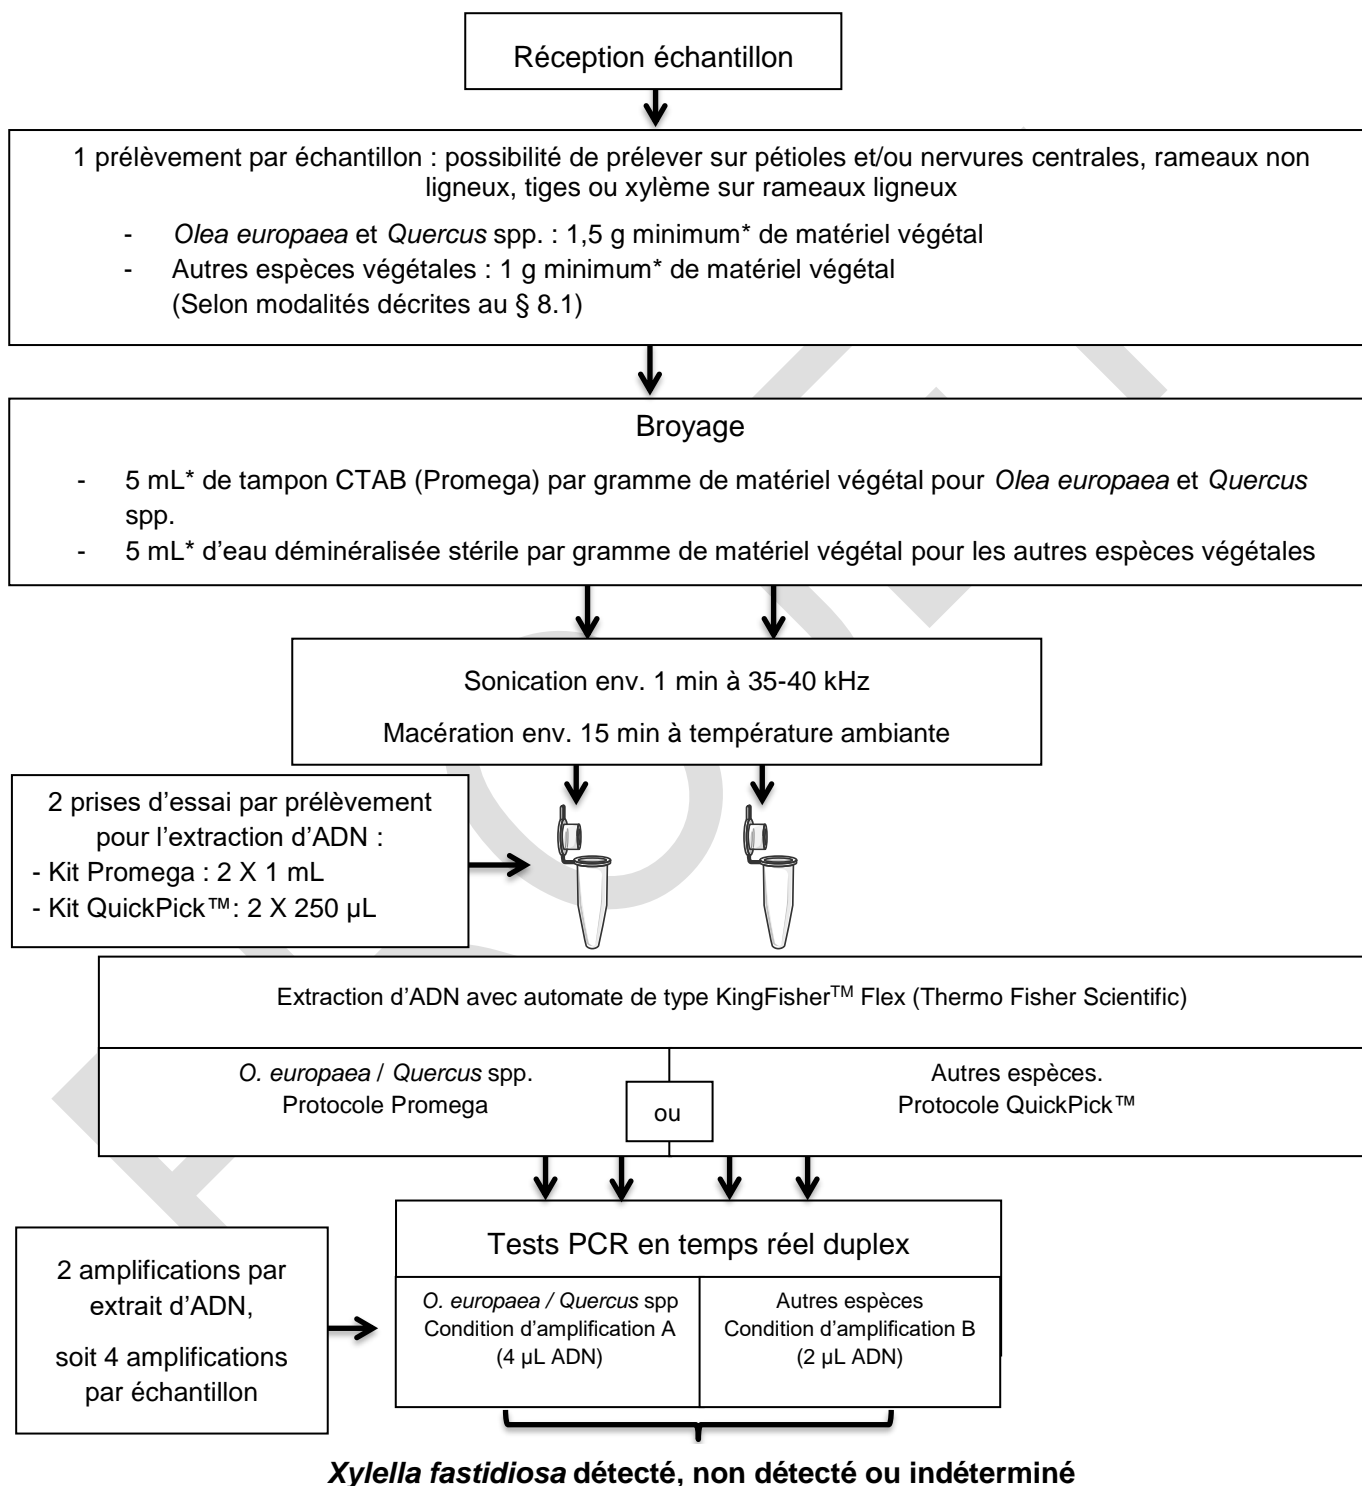 Réception échantillon
1 prélèvement par échantillon : possibilité de prélever sur pétioles et/ou nervures centrales, rameaux non
ligneux, tiges ou xylème sur rameaux ligneux
- Olea europaea et Quercus spp. : 1,5 g minimum* de matériel végétal
- Autres espèces végétales : 1 g minimum* de matériel végétal
(Selon modalités décrites au § 8.1)
Broyage
- 5 mL* de tampon CTAB (Promega) par gramme de matériel végétal pour Olea europaea et Quercus
spp.
- 5 mL* d’eau déminéralisée stérile par gramme de matériel végétal pour les autres espèces végétales
Sonication env. 1 min à 35-40 kHz
Macération env. 15 min à température ambiante
2 prises d’essai par prélèvement
pour l’extraction d’ADN :
- Kit Promega : 2 X 1 mL
- Kit QuickPick™: 2 X 250 µL
Extraction d’ADN avec automate de type KingFisher™ Flex (Thermo Fisher Scientific)
O. europaea / Quercus spp.
Protocole Promega
ou
Autres espèces.
Protocole QuickPick™
2 amplifications par
extrait d’ADN,
soit 4 amplifications
par échantillon
Tests PCR en temps réel duplex
O. europaea / Quercus spp
Condition d’amplification A
(4 µL ADN)
Autres espèces
Condition d’amplification B
(2 µL ADN)
Xylella fastidiosa détecté, non détecté ou indéterminé